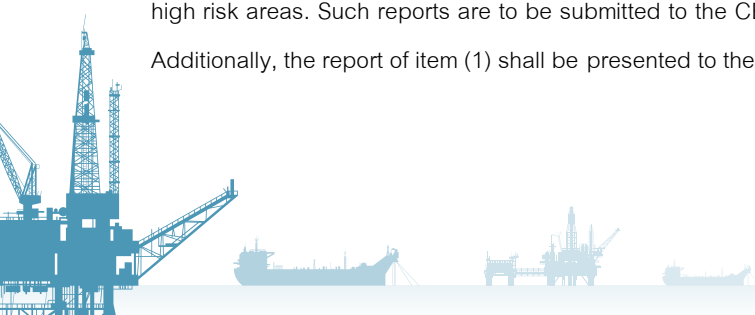 high risk areas. Such reports are to be submitted to the
Additionally, the report of item (1) shall be presented to the